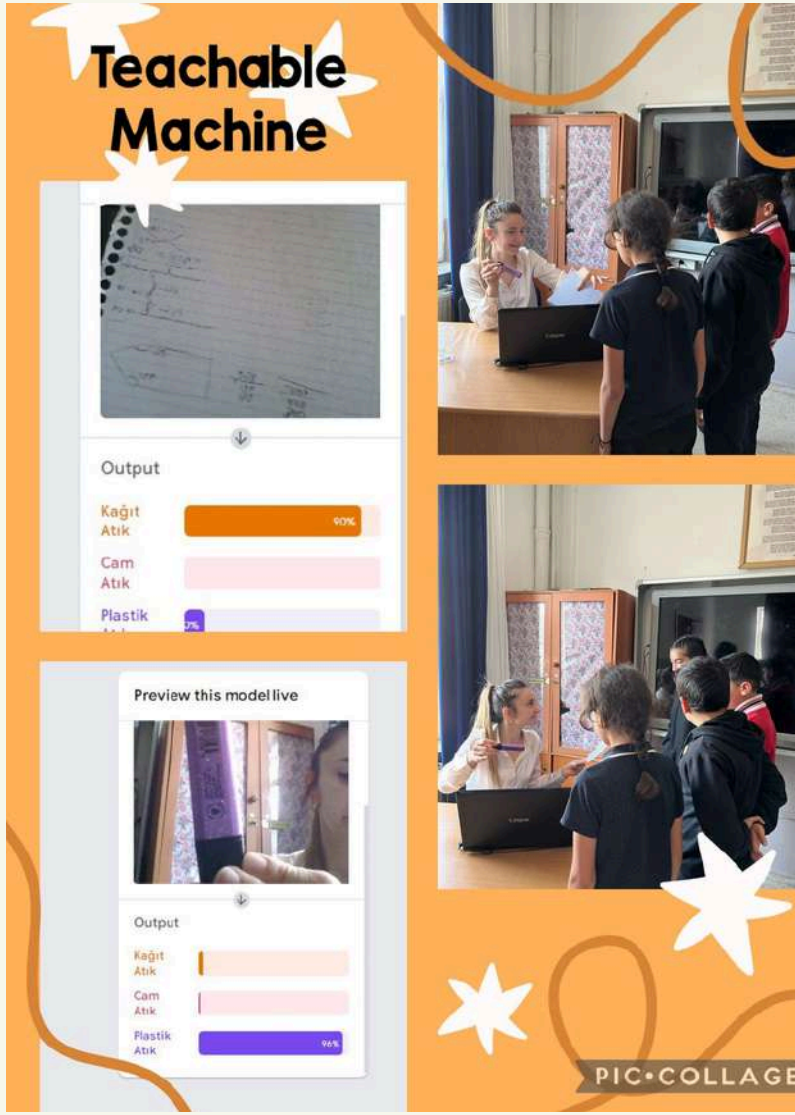 Teachable
Machine
Output
Kağıt
Atık
90%
Cam
Atık
Plastik
Preview this model live
Output
Kağıt
Atık
Cam
Atık
Plastik
Atık
96%
PIC•COLLAGE